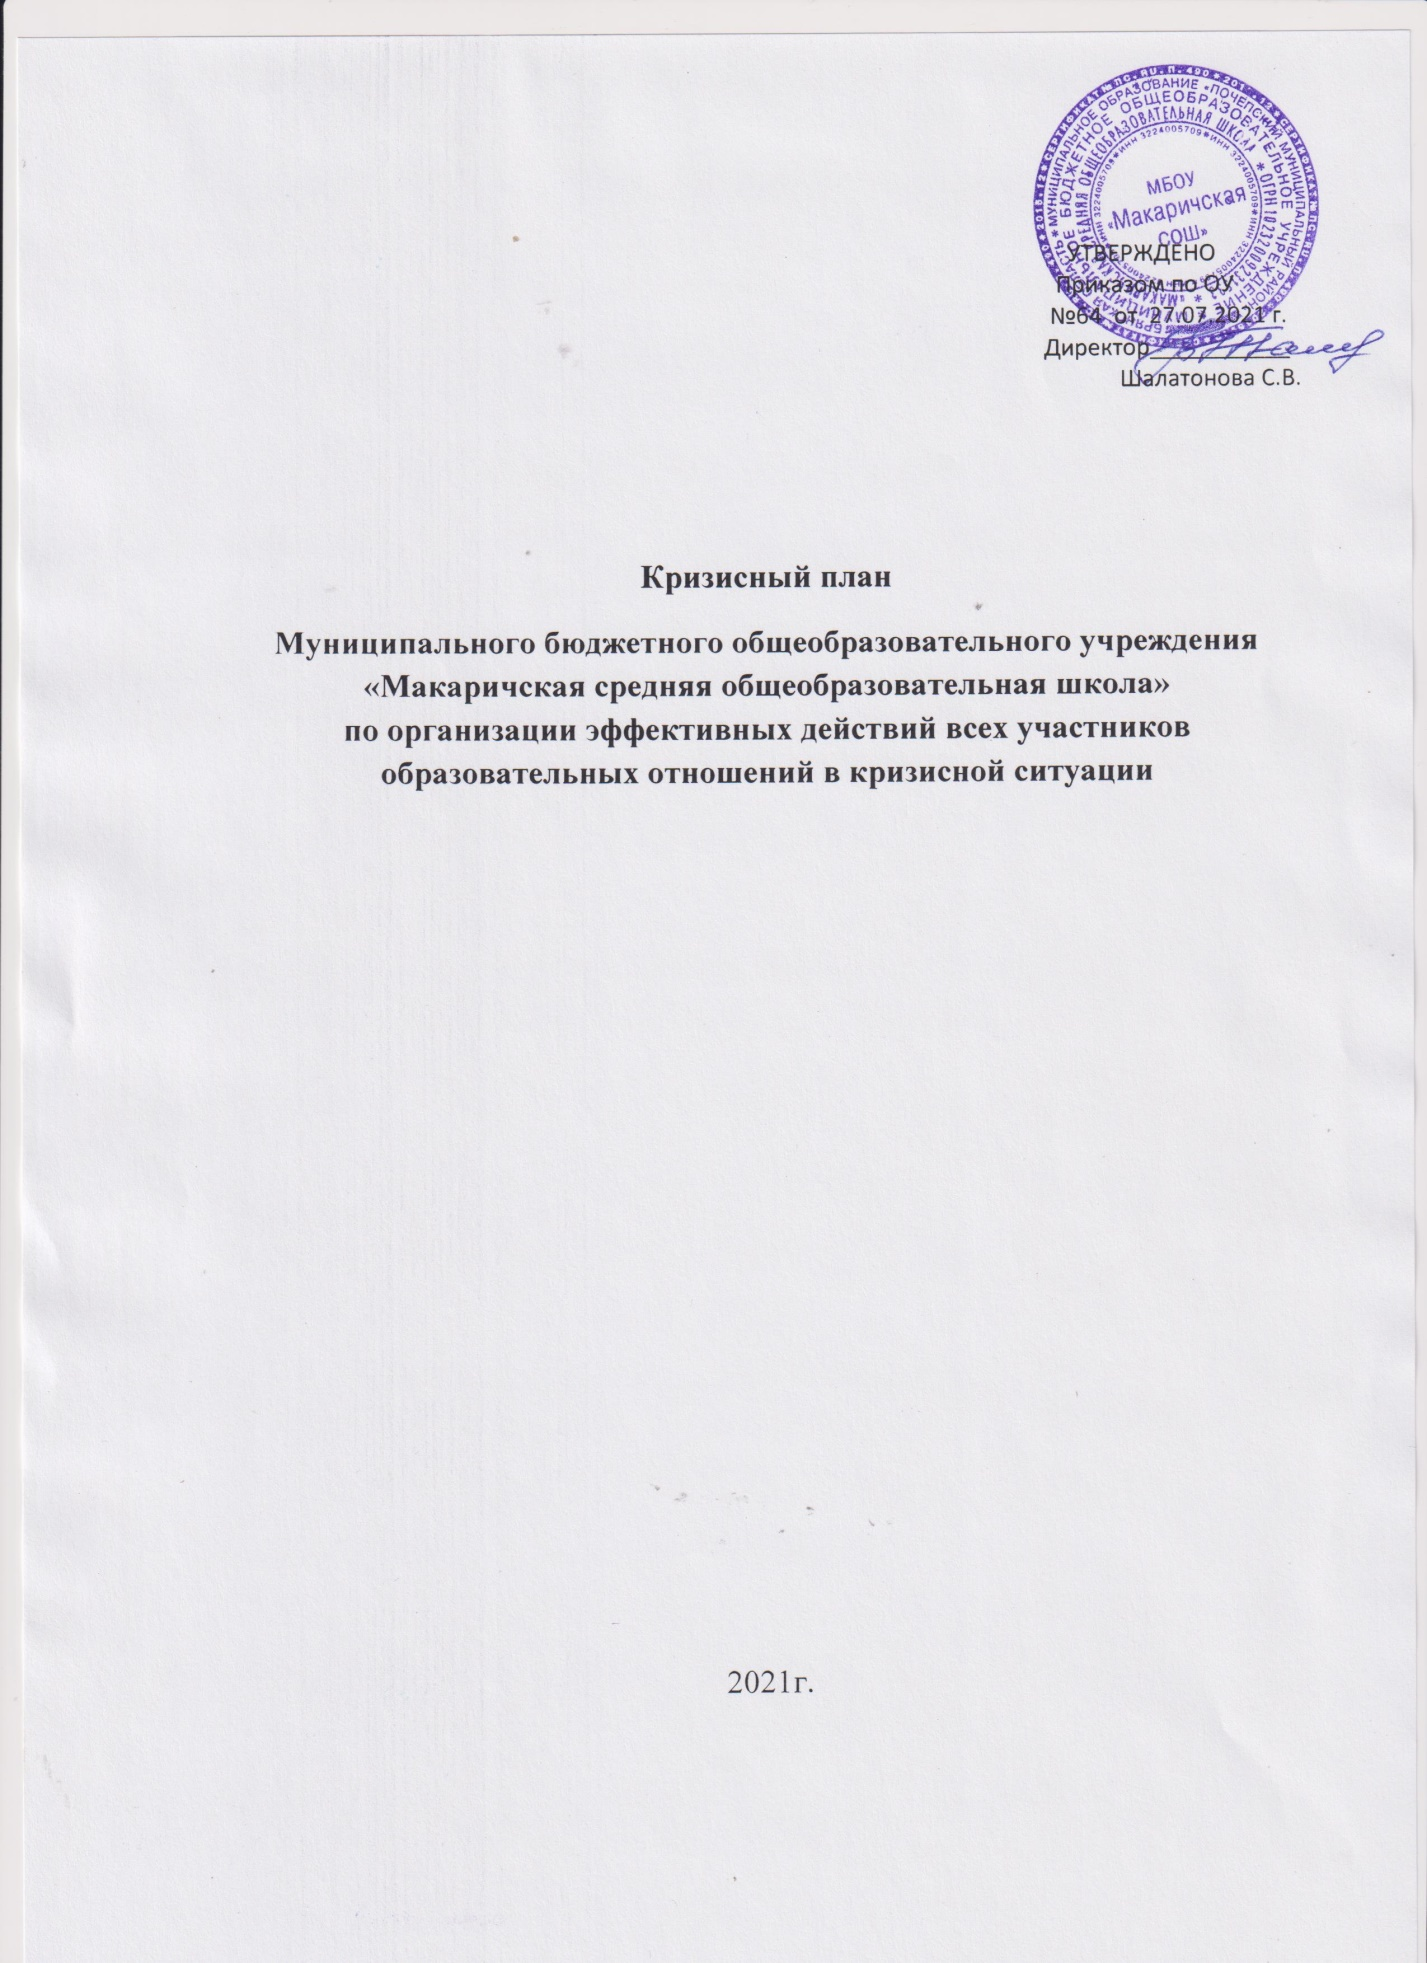 МБОУ
«Макаричская
СОШ»
УТВЕРЖДЕНО
Приказом по ОУ
№64 от 27.07.2021 г.
Директор____________
Шалатонова С.В.
Кризисный план
Муниципального бюджетного общеобразовательного учреждения
«Макаричская средняя общеобразовательная школа»
по организации эффективных действий всех участников
образовательных отношений в кризисной ситуации
2021г.